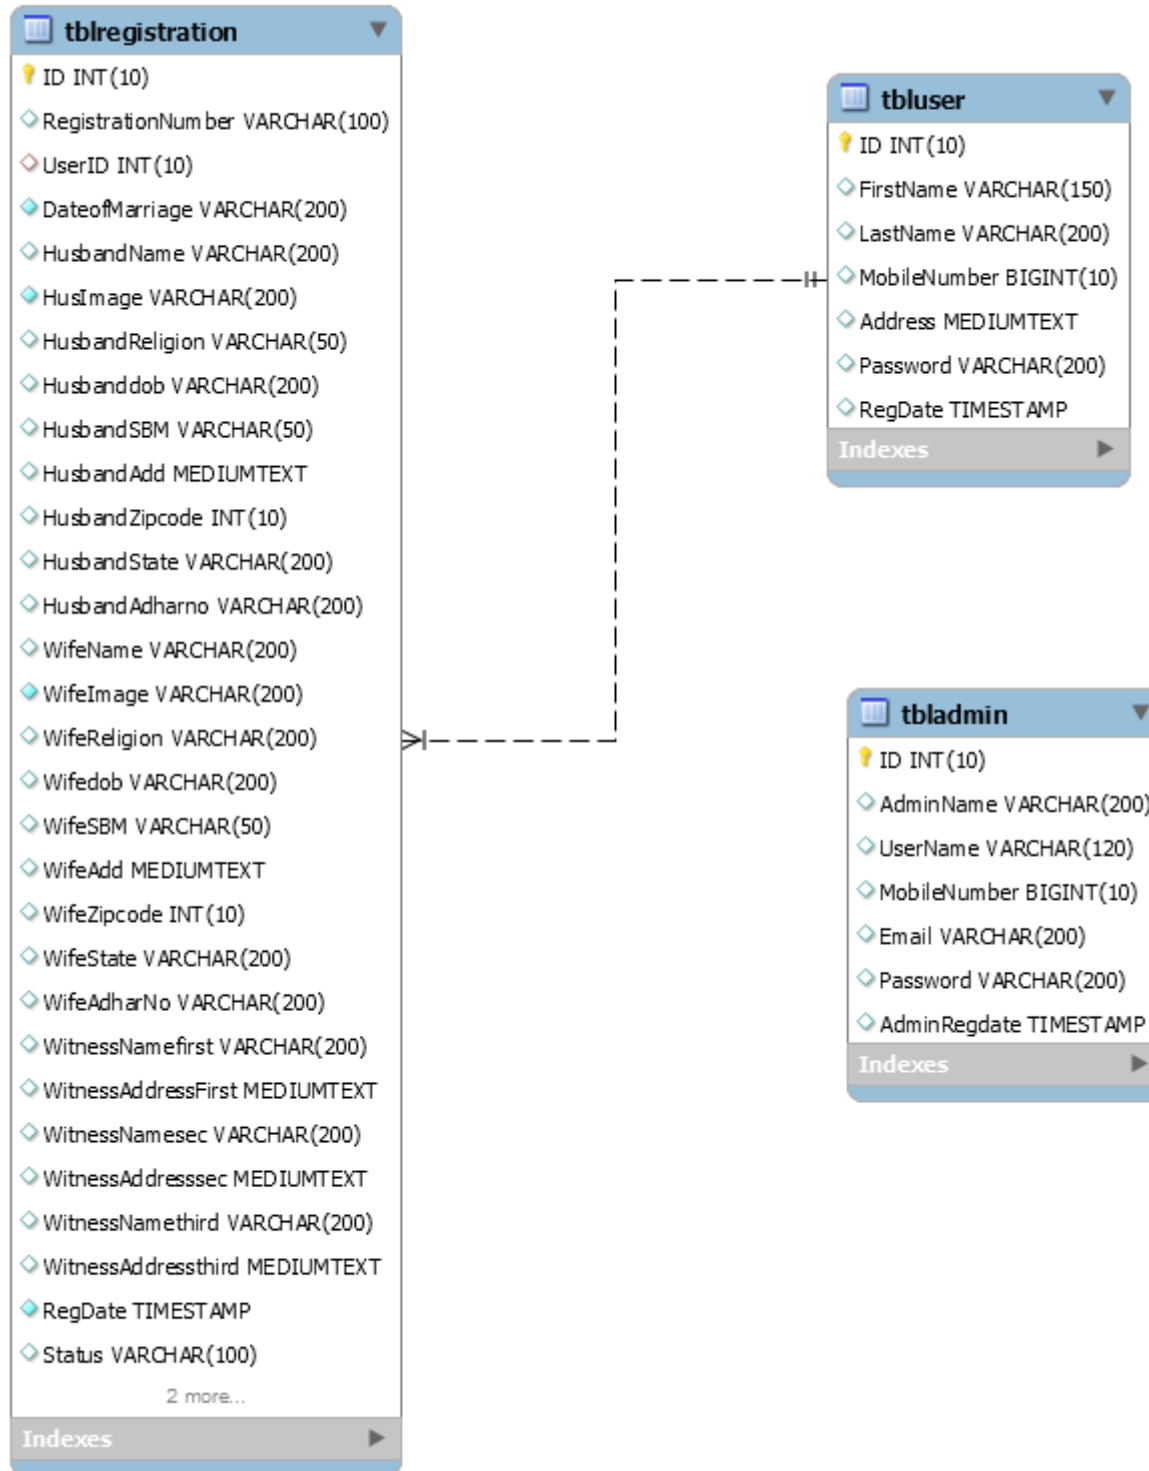 tblregistration
ID INT(10)
RegistrationNumber VARCHAR(100)
UserID INT(10)
DateofMarriage VARCHAR(200)
HusbandName VARCHAR(200)
HusImage VARCHAR(200)
HusbandReligion VARCHAR(50)
Husbanddob VARCHAR(200)
HusbandSBM VARCHAR(50)
HusbandAdd MEDIUMTEXT
HusbandZipcode INT(10)
HusbandState VARCHAR(200)
HusbandAdharno VARCHAR(200)
WifeName VARCHAR(200)
WifeImage VARCHAR(200)
WifeReligion VARCHAR(200)
Wifedob VARCHAR(200)
WifeSBM VARCHAR(50)
WifeAdd MEDIUMTEXT
WifeZipcode INT(10)
WifeState VARCHAR(200)
WifeAdharNo VARCHAR(200)
WitnessNamefirst VARCHAR(200)
WitnessAddressFirst MEDIUMTEXT
WitnessNamesec VARCHAR(200)
WitnessAddresssec MEDIUMTEXT
WitnessNamethird VARCHAR(200)
WitnessAddressthird MEDIUMTEXT
RegDate TIMESTAMP
Status VARCHAR(100)
2 more...
Indexes
tbluser
ID INT(10)
FirstName VARCHAR(150)
LastName VARCHAR(200)
MobileNumber BIGINT(10)
Address MEDIUMTEXT
Password VARCHAR(200)
RegDate TIMESTAMP
Indexes
tbladmin
ID INT(10)
AdminName VARCHAR(200)
UserName VARCHAR(120)
MobileNumber BIGINT(10)
Email VARCHAR(200)
Password VARCHAR(200)
AdminRegdate TIMESTAMP
Indexes